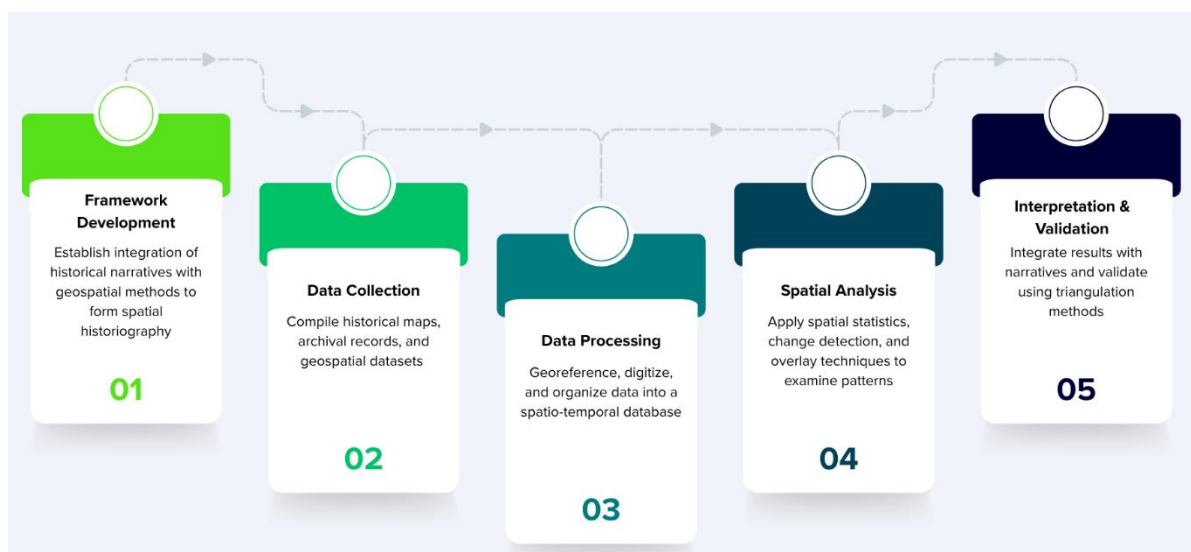 Framework
Development
Establish integration of
historical narratives with
geospatial methods to
form spatial
historiography
01
Data Collection
Compile historical maps,
archival records, and
geospatial datasets
02
Data Processing
Georeference, digitize,
and organize data into a
spatio-temporal database
03
Spatial Analysis
Apply spatial statistics,
change detection, and
overlay techniques to
examine patterns
04
Interpretation &
Validation
Integrate results with
narratives and validate
using triangulation
methods
05